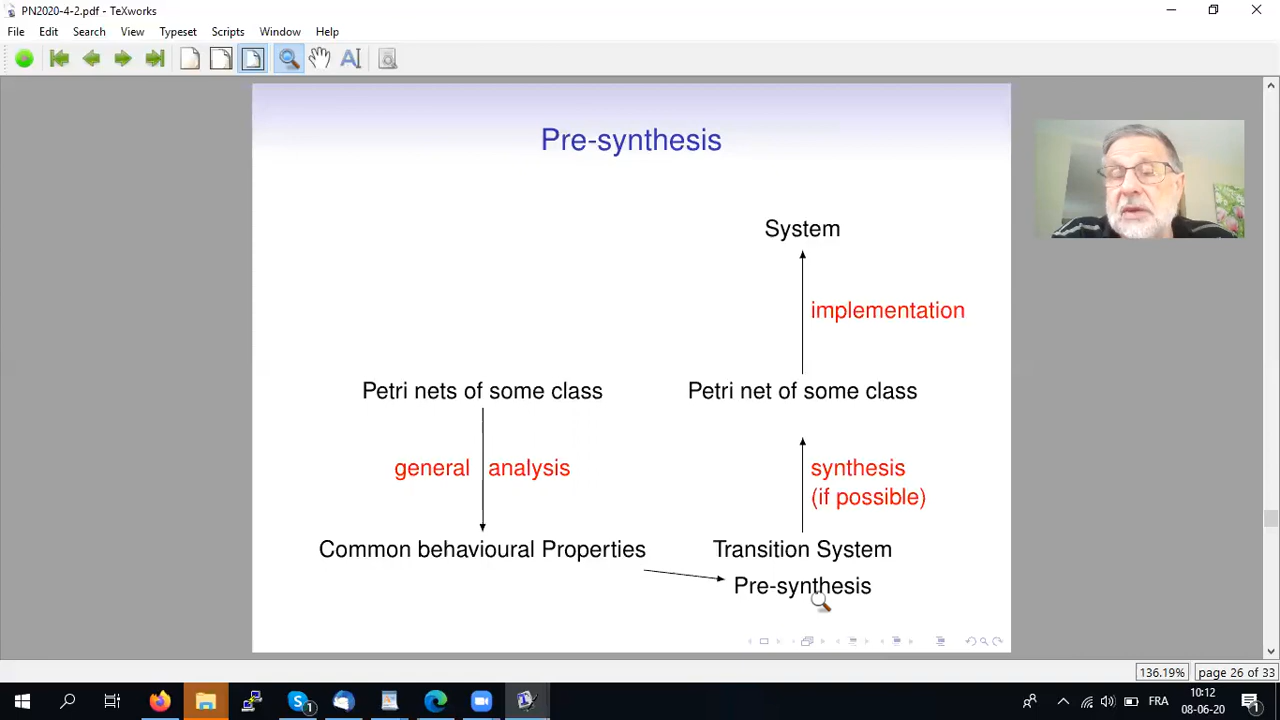 PN2020-4-2.pdf - TeXworks
File Edit Search View Typeset Scripts Window Help
Pre-synthesis
System
implementation
Petri nets of some class
Petri net of some class
general analysis
synthesis
(if possible)
Common behavioural Properties
Transition System
Pre-synthesis
136.19% page 26 of 33
FRA
10:12
08-06-20